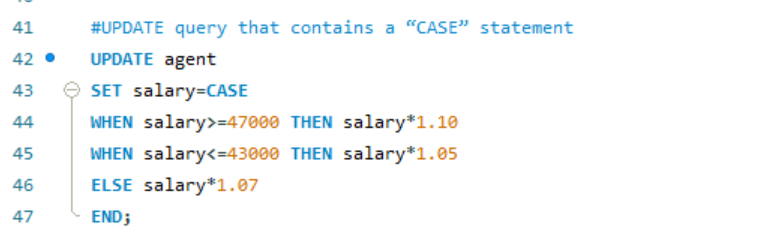 41 #UPDATE query that contains a “CASE” statement
42 UPDATE agent
43 SET salary=CASE
44 WHEN salary>=47000 THEN salary*1.10
45 WHEN salary<=43000 THEN salary*1.05
46 ELSE salary*1.07
47 END;